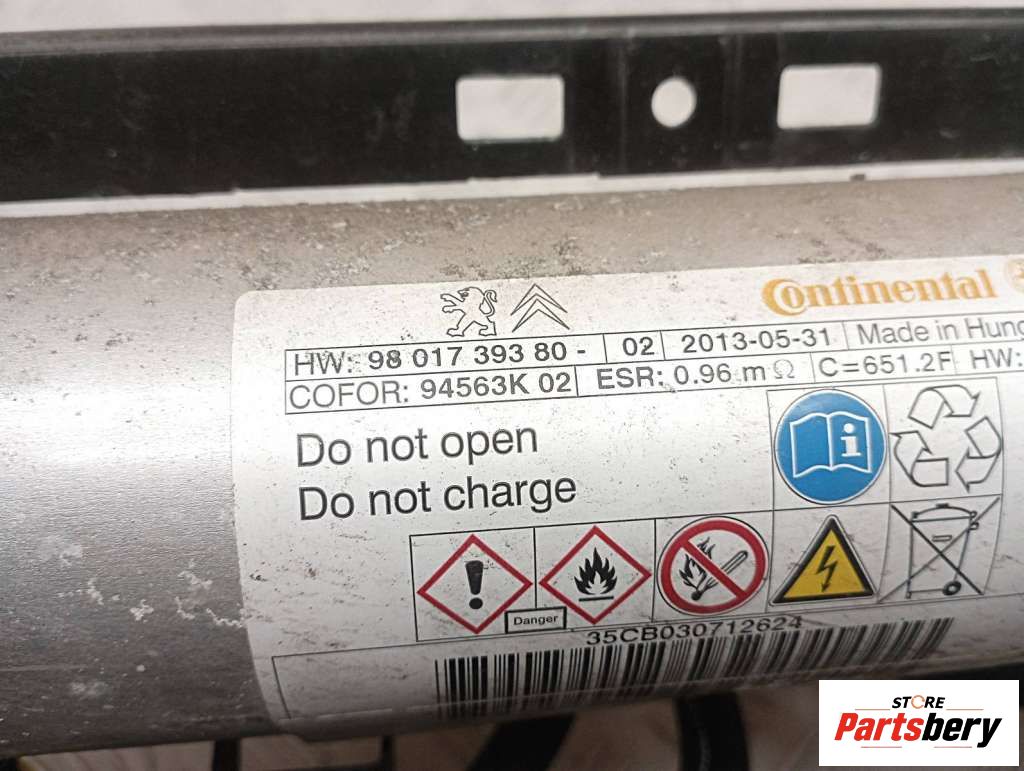 Continental
HW: 98 017 393 80 - 02 2013-05-31 Made in Hung
COFOR: 94563K 02 ESR: 0.96 m Ω C=651.2F HW:
Do not open
Do not charge
Danger
35CB030712624
STORE
Partsbery